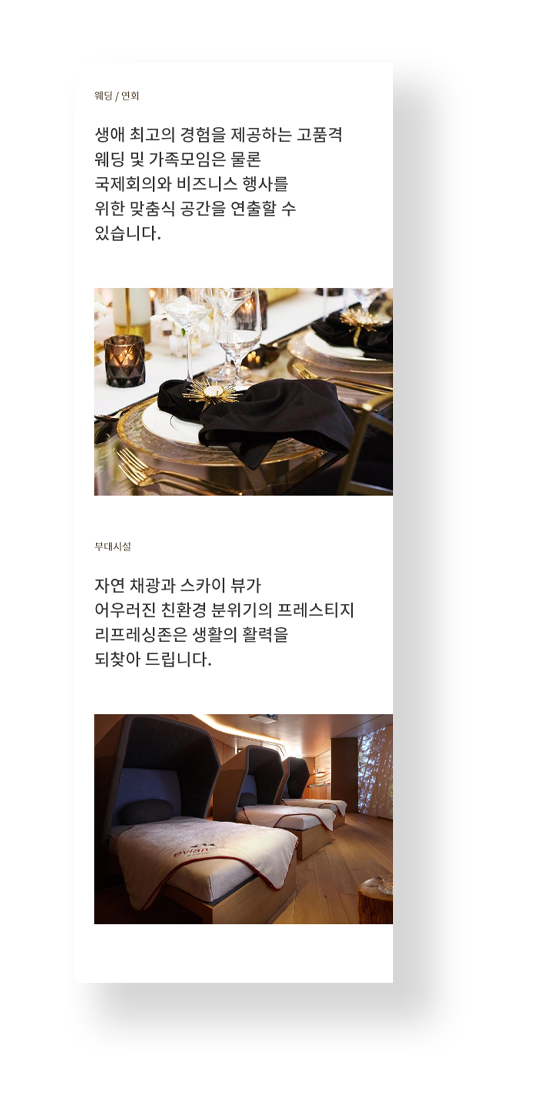 웨딩 / 연회
생애 최고의 경험을 제공하는 고품격
웨딩 및 가족모임은 물론
국제회의와 비즈니스 행사를
위한 맞춤식 공간을 연출할 수
있습니다.
부대시설
자연 채광과 스카이 뷰가
어우러진 친환경 분위기의 프레스티지
리프레싱존은 생활의 활력을
되찾아 드립니다.
evian